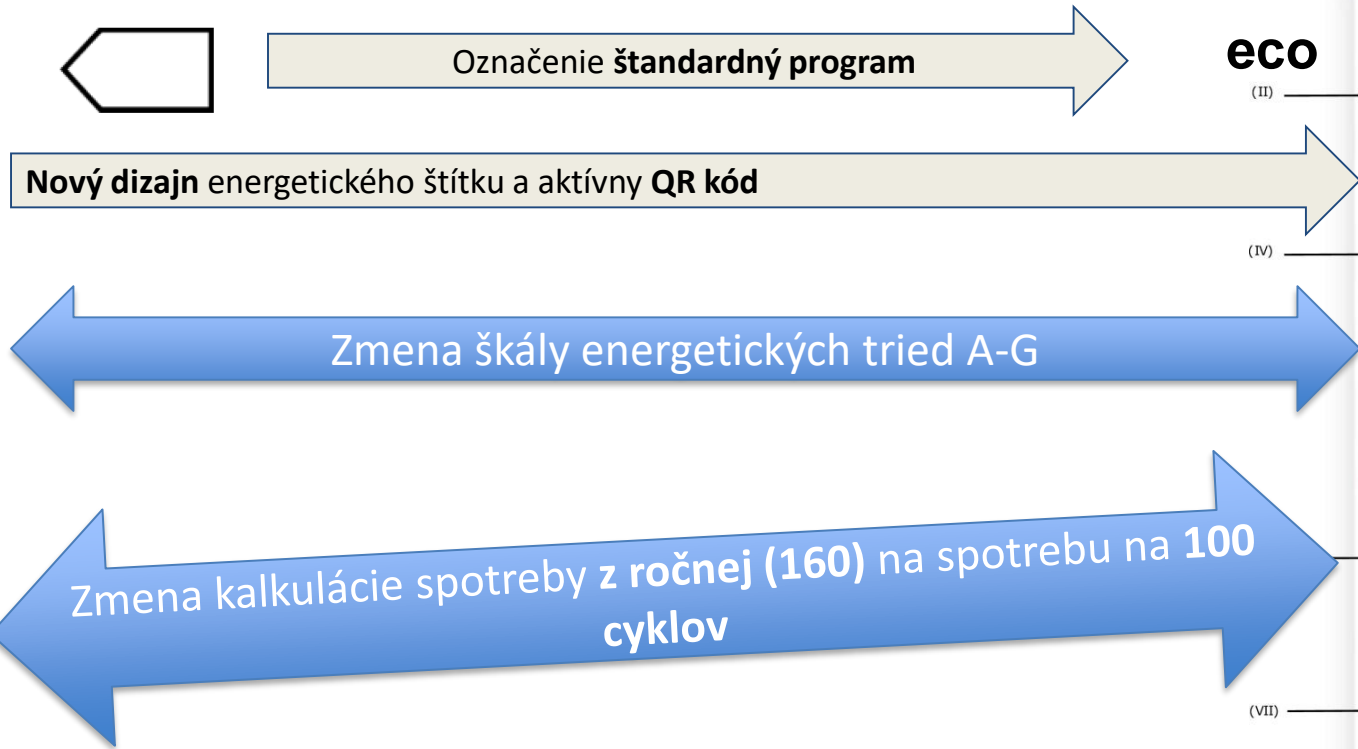 Označenie štandardný program
eco
(II)
Nový dizajn energetického štítku a aktívny QR kód
(IV)
Zmena škály energetických tried A-G
Zmena kalkulácie spotreby z ročnej (160) na spotrebu na 100
cyklov
(VII)